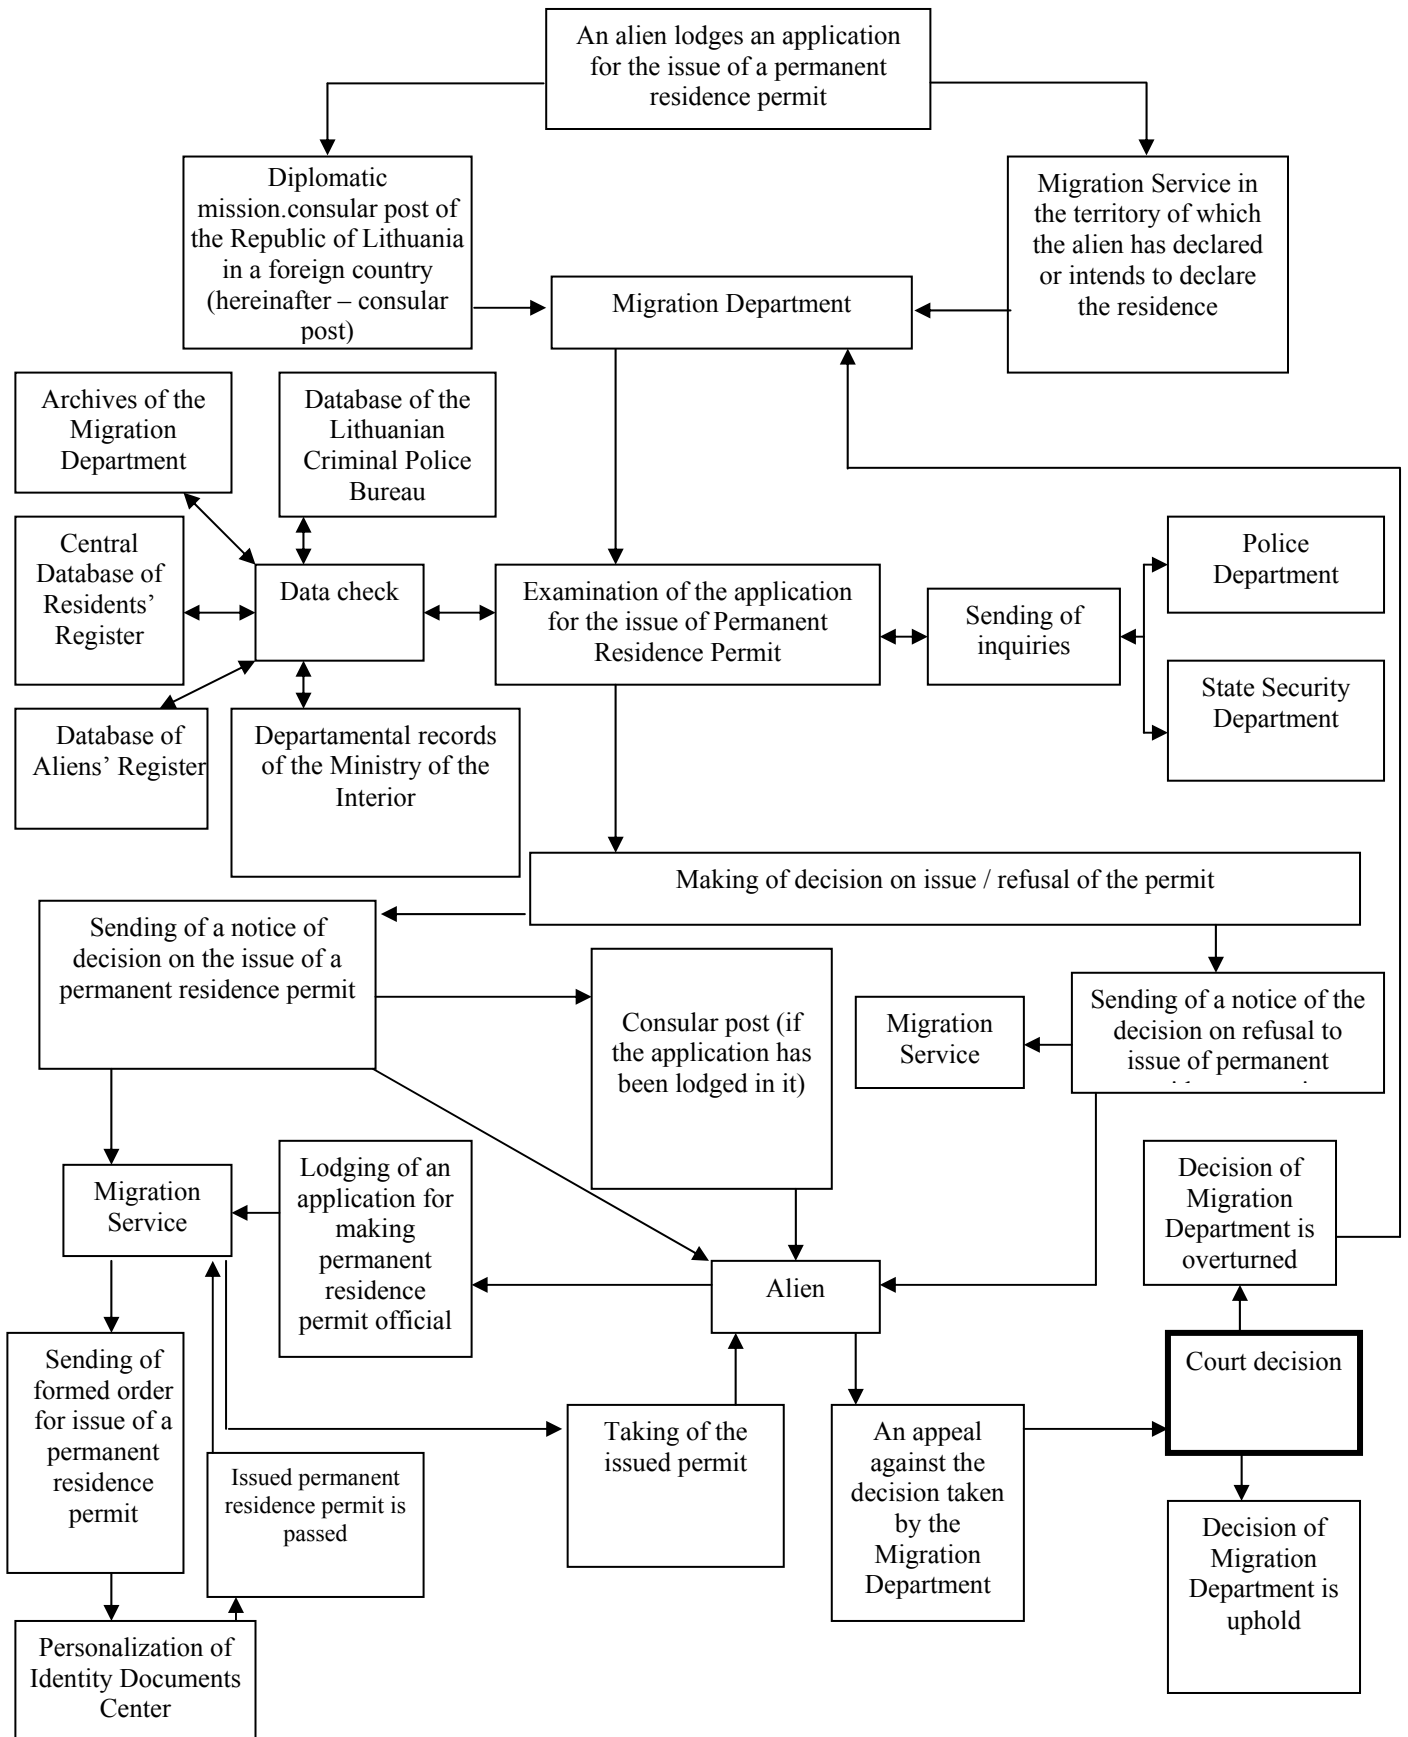 An alien lodges an application
for the issue of a permanent
residence permit
Diplomatic
mission.consular post of
the Republic of Lithuania
in a foreign country
(hereinafter – consular
post)
Migration Department
Migration Service in
the territory of which
the alien has declared
or intends to declare
the residence
Archives of the
Migration
Department
Database of the
Lithuanian
Criminal Police
Bureau
Central
Database of
Residents’
Register
Data check
Examination of the application
for the issue of Permanent
Residence Permit
Sending of
inquiries
Police
Department
State Security
Department
Database of
Aliens’ Register
Departamental records
of the Ministry of the
Interior
Making of decision on issue / refusal of the permit
Sending of a notice of
decision on the issue of a
permanent residence permit
Consular post (if
the application has
been lodged in it)
Migration
Service
Sending of a notice of the
decision on refusal to
issue of permanent
Migration
Service
Lodging of an
application for
making
permanent
residence
permit official
Alien
Decision of
Migration
Department is
overturned
Court decision
Sending of
formed order
for issue of a
permanent
residence
permit
Issued permanent
residence permit is
passed
Taking of the
issued permit
An appeal
against the
decision taken
by the
Migration
Department
Decision of
Migration
Department is
uphold
Personalization of
Identity Documents
Center